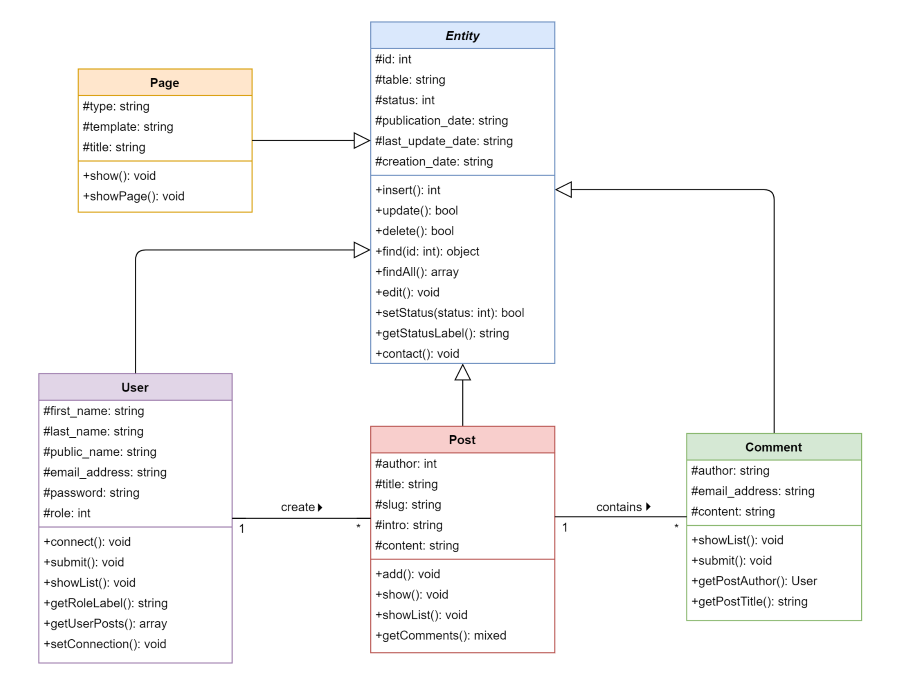 Entity
#id: int
#table: string
#status: int
#publication_date: string
#last_update_date: string
#creation_date: string
+insert(): int
+update(): bool
+delete(): bool
+find(id: int): object
+findAll(): array
+edit(): void
+setStatus(status: int): bool
+getStatusLabel(): string
+contact(): void
Page
#type: string
#template: string
#title: string
+show(): void
+showPage(): void
User
#first_name: string
#last_name: string
#public_name: string
#email_address: string
#password: string
#role: int
+connect(): void
+submit(): void
+showList(): void
+getRoleLabel(): string
+getUserPosts(): array
+setConnection(): void
create
1
*
Post
#author: int
#title: string
#slug: string
#intro: string
#content: string
+add(): void
+show(): void
+showList(): void
+getComments(): mixed
contains
1
*
Comment
#author: string
#email_address: string
#content: string
+showList(): void
+submit(): void
+getPostAuthor(): User
+getPostTitle(): string